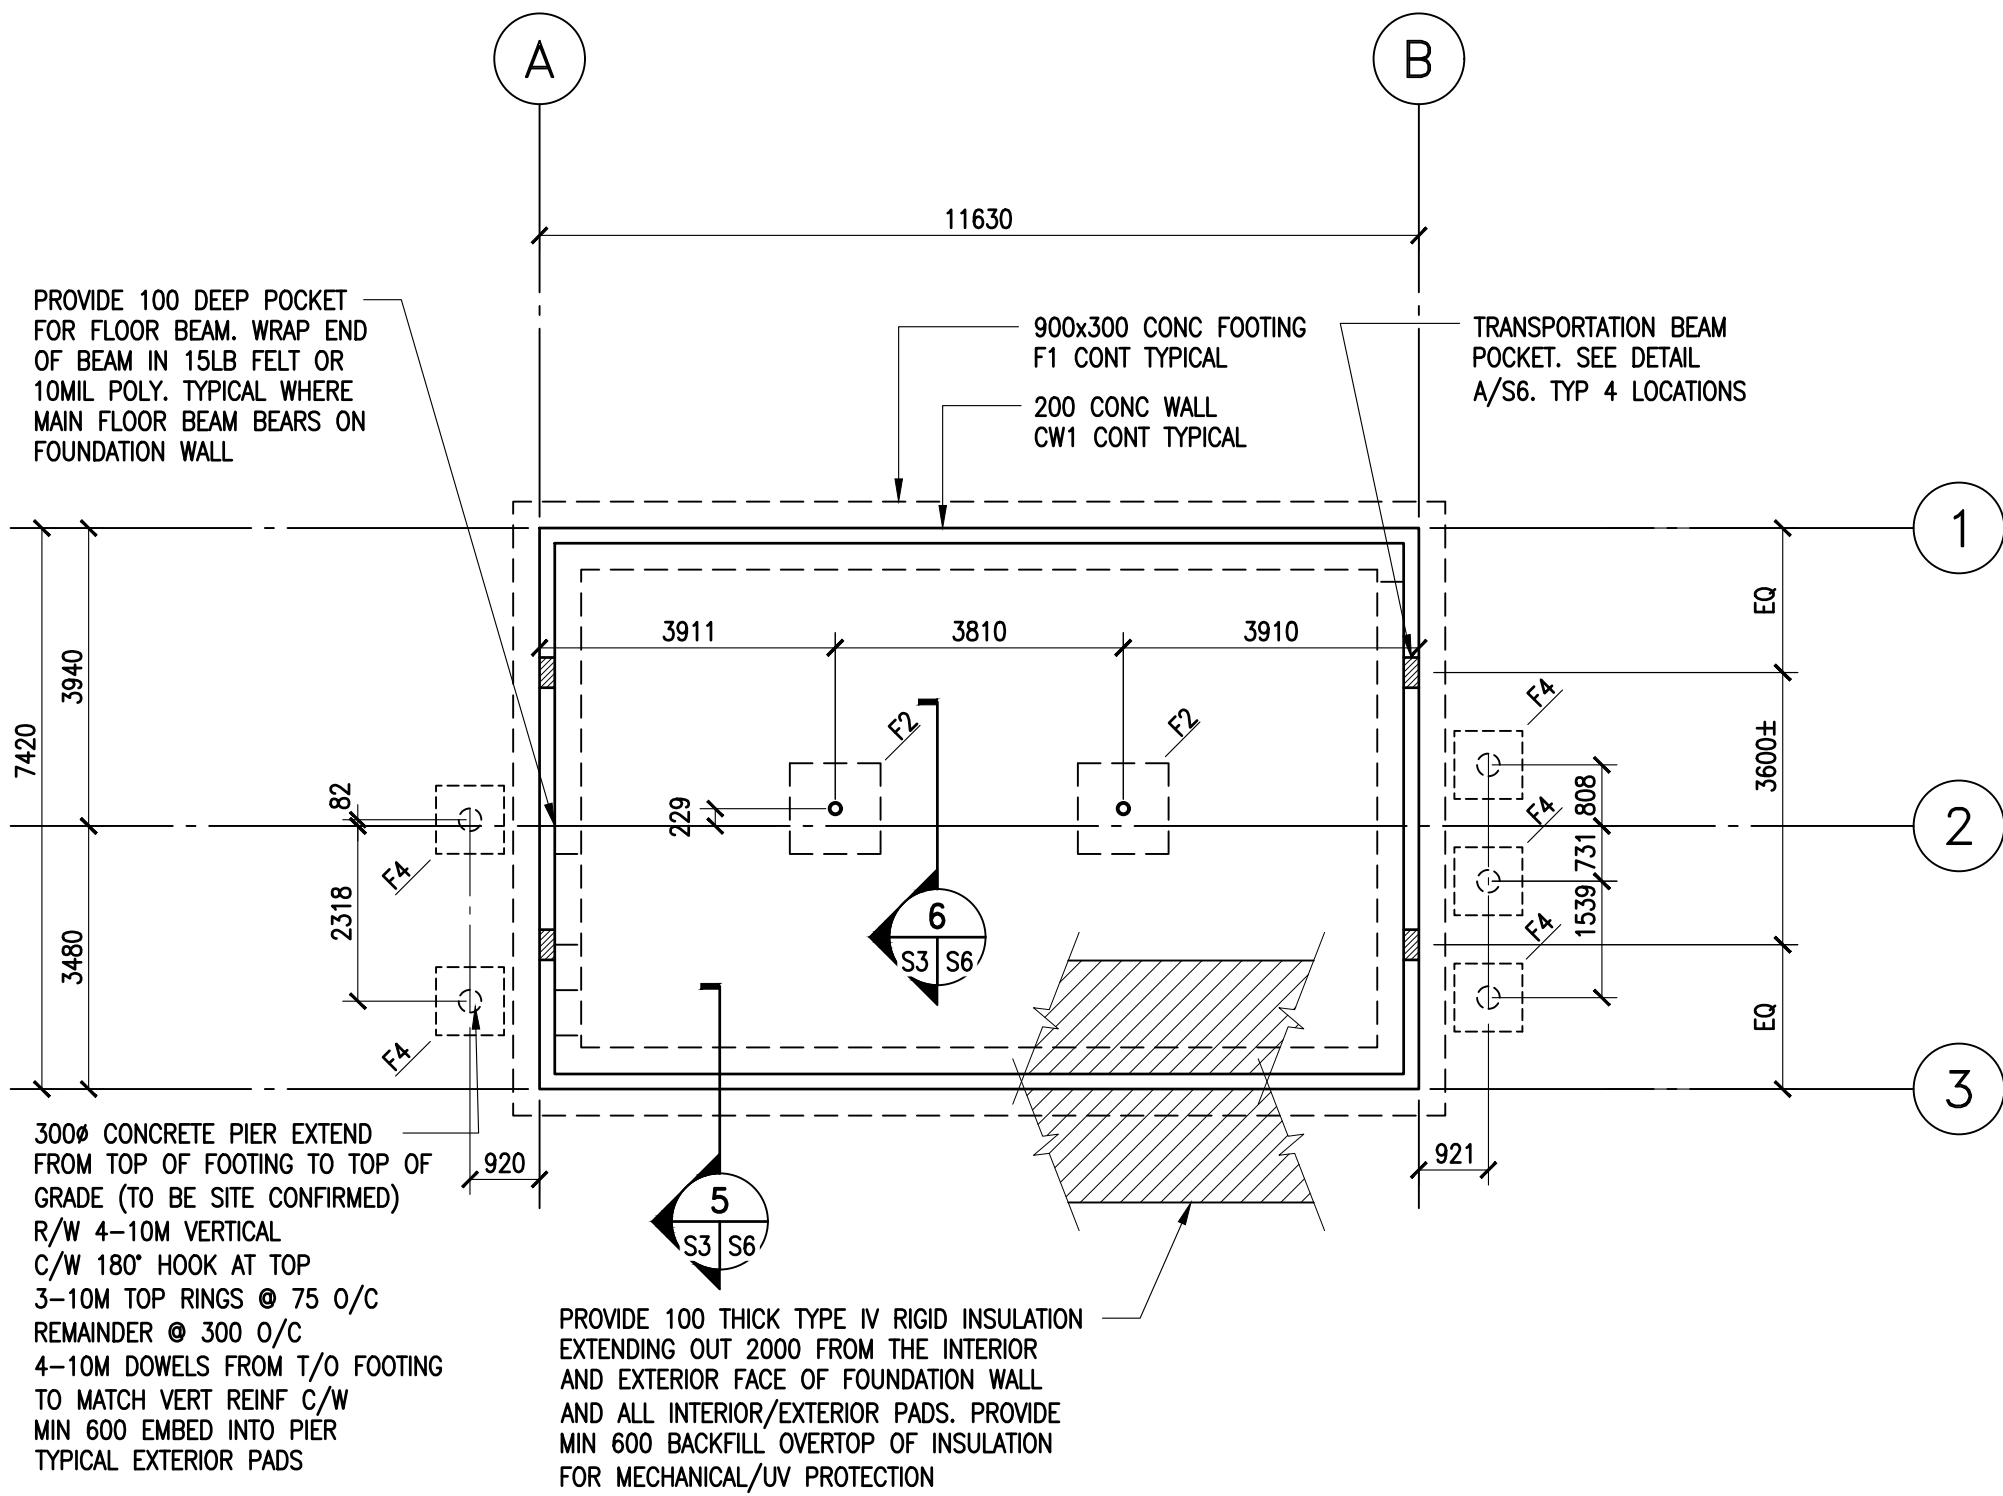 A
B
11630
PROVIDE 100 DEEP POCKET
FOR FLOOR BEAM. WRAP END
OF BEAM IN 15LB FELT OR
10MIL POLY. TYPICAL WHERE
MAIN FLOOR BEAM BEARS ON
FOUNDATION WALL
900x300 CONC FOOTING
F1 CONT TYPICAL
200 CONC WALL
CW1 CONT TYPICAL
TRANSPORTATION BEAM
POCKET. SEE DETAIL
A/S6. TYP 4 LOCATIONS
1
2
3
7420
3940
3480
82
2318
F4
F4
920
3911
3810
3910
229
F2
F2
6
S3 S6
5
S3 S6
F4
F4
F4
808
731
1539
EQ
3600±
EQ
921
300ø CONCRETE PIER EXTEND
FROM TOP OF FOOTING TO TOP OF
GRADE (TO BE SITE CONFIRMED)
R/W 4-10M VERTICAL
C/W 180° HOOK AT TOP
3-10M TOP RINGS @ 75 O/C
REMAINDER @ 300 O/C
4-10M DOWELS FROM T/O FOOTING
TO MATCH VERT REINF C/W
MIN 600 EMBED INTO PIER
TYPICAL EXTERIOR PADS
PROVIDE 100 THICK TYPE IV RIGID INSULATION
EXTENDING OUT 2000 FROM THE INTERIOR
AND EXTERIOR FACE OF FOUNDATION WALL
AND ALL INTERIOR/EXTERIOR PADS. PROVIDE
MIN 600 BACKFILL OVERTOP OF INSULATION
FOR MECHANICAL/UV PROTECTION